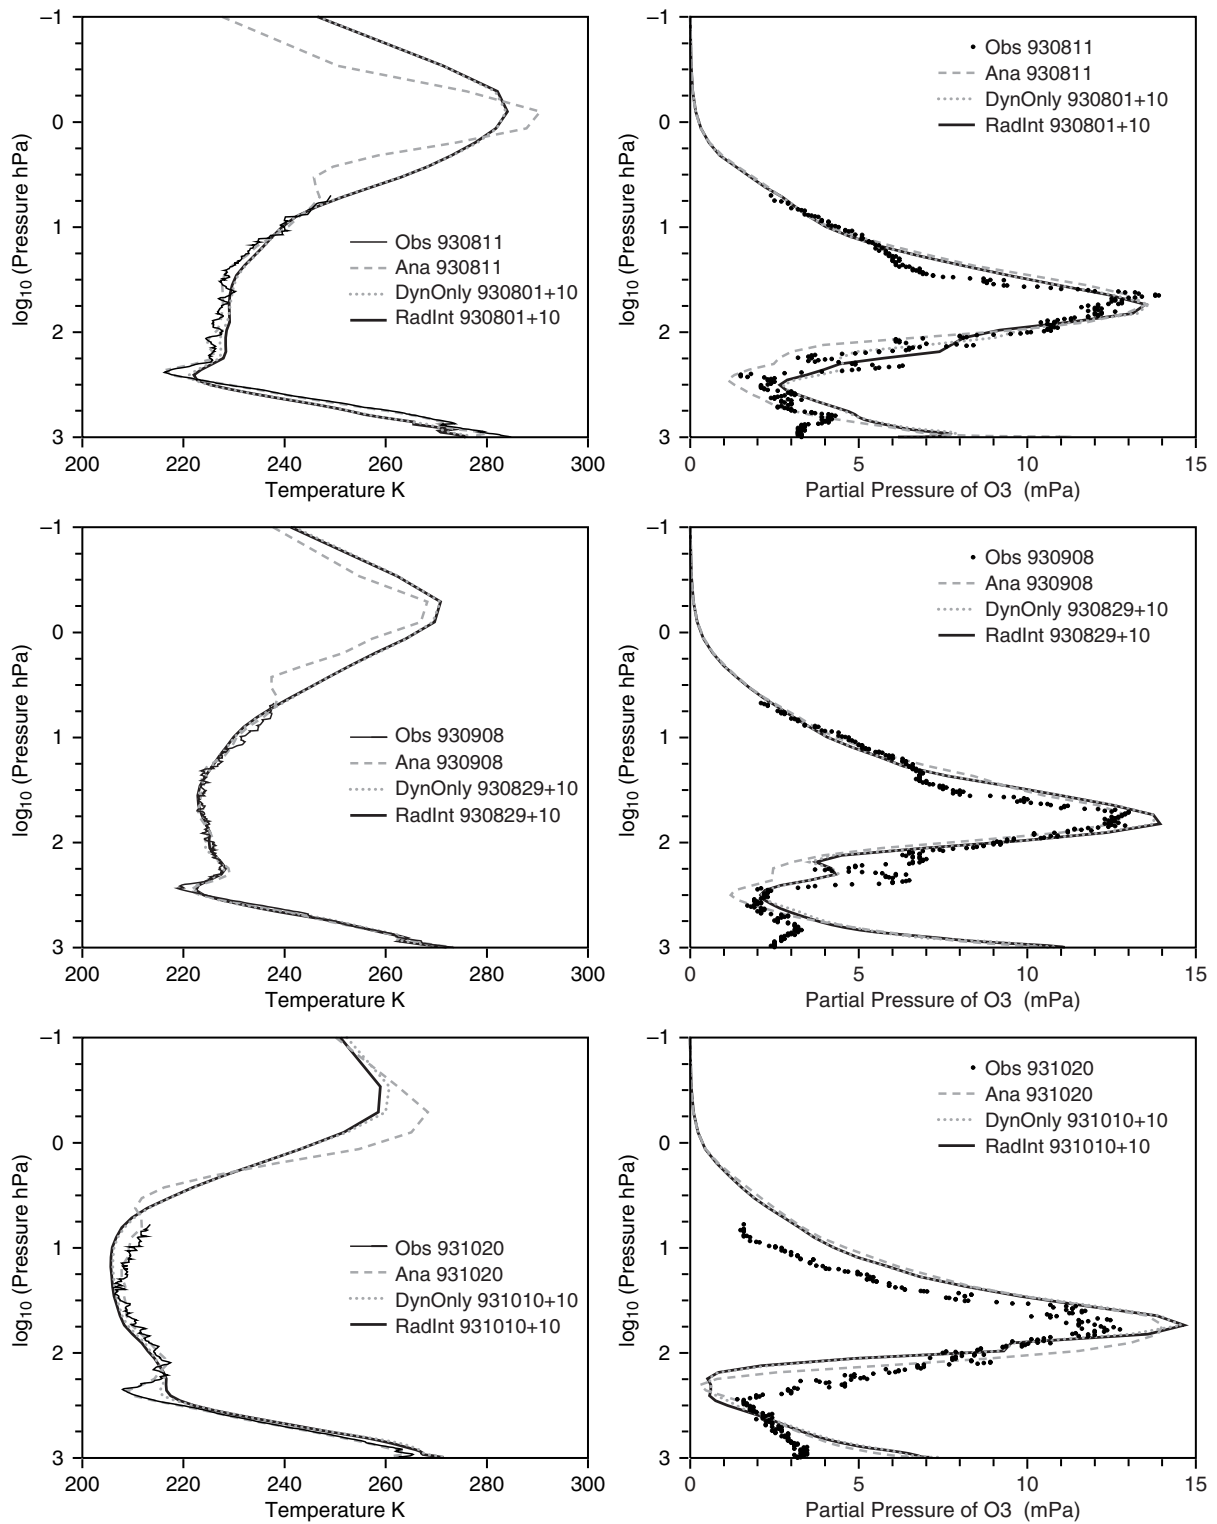 −1
0
1
2
3
log10 (Pressure hPa)
200
220
240
260
280
300
Temperature K
Obs 930811
Ana 930811
DynOnly 930801+10
RadInt 930801+10
−1
0
1
2
3
log10 (Pressure hPa)
0
5
10
15
Partial Pressure of O3 (mPa)
Obs 930811
Ana 930811
DynOnly 930801+10
RadInt 930801+10
−1
0
1
2
3
log10 (Pressure hPa)
200
220
240
260
280
300
Temperature K
Obs 930908
Ana 930908
DynOnly 930829+10
RadInt 930829+10
−1
0
1
2
3
log10 (Pressure hPa)
0
5
10
15
Partial Pressure of O3 (mPa)
Obs 930908
Ana 930908
DynOnly 930829+10
RadInt 930829+10
−1
0
1
2
3
log10 (Pressure hPa)
200
220
240
260
280
300
Temperature K
Obs 931020
Ana 931020
DynOnly 931010+10
RadInt 931010+10
−1
0
1
2
3
log10 (Pressure hPa)
0
5
10
15
Partial Pressure of O3 (mPa)
Obs 931020
Ana 931020
DynOnly 931010+10
RadInt 931010+10